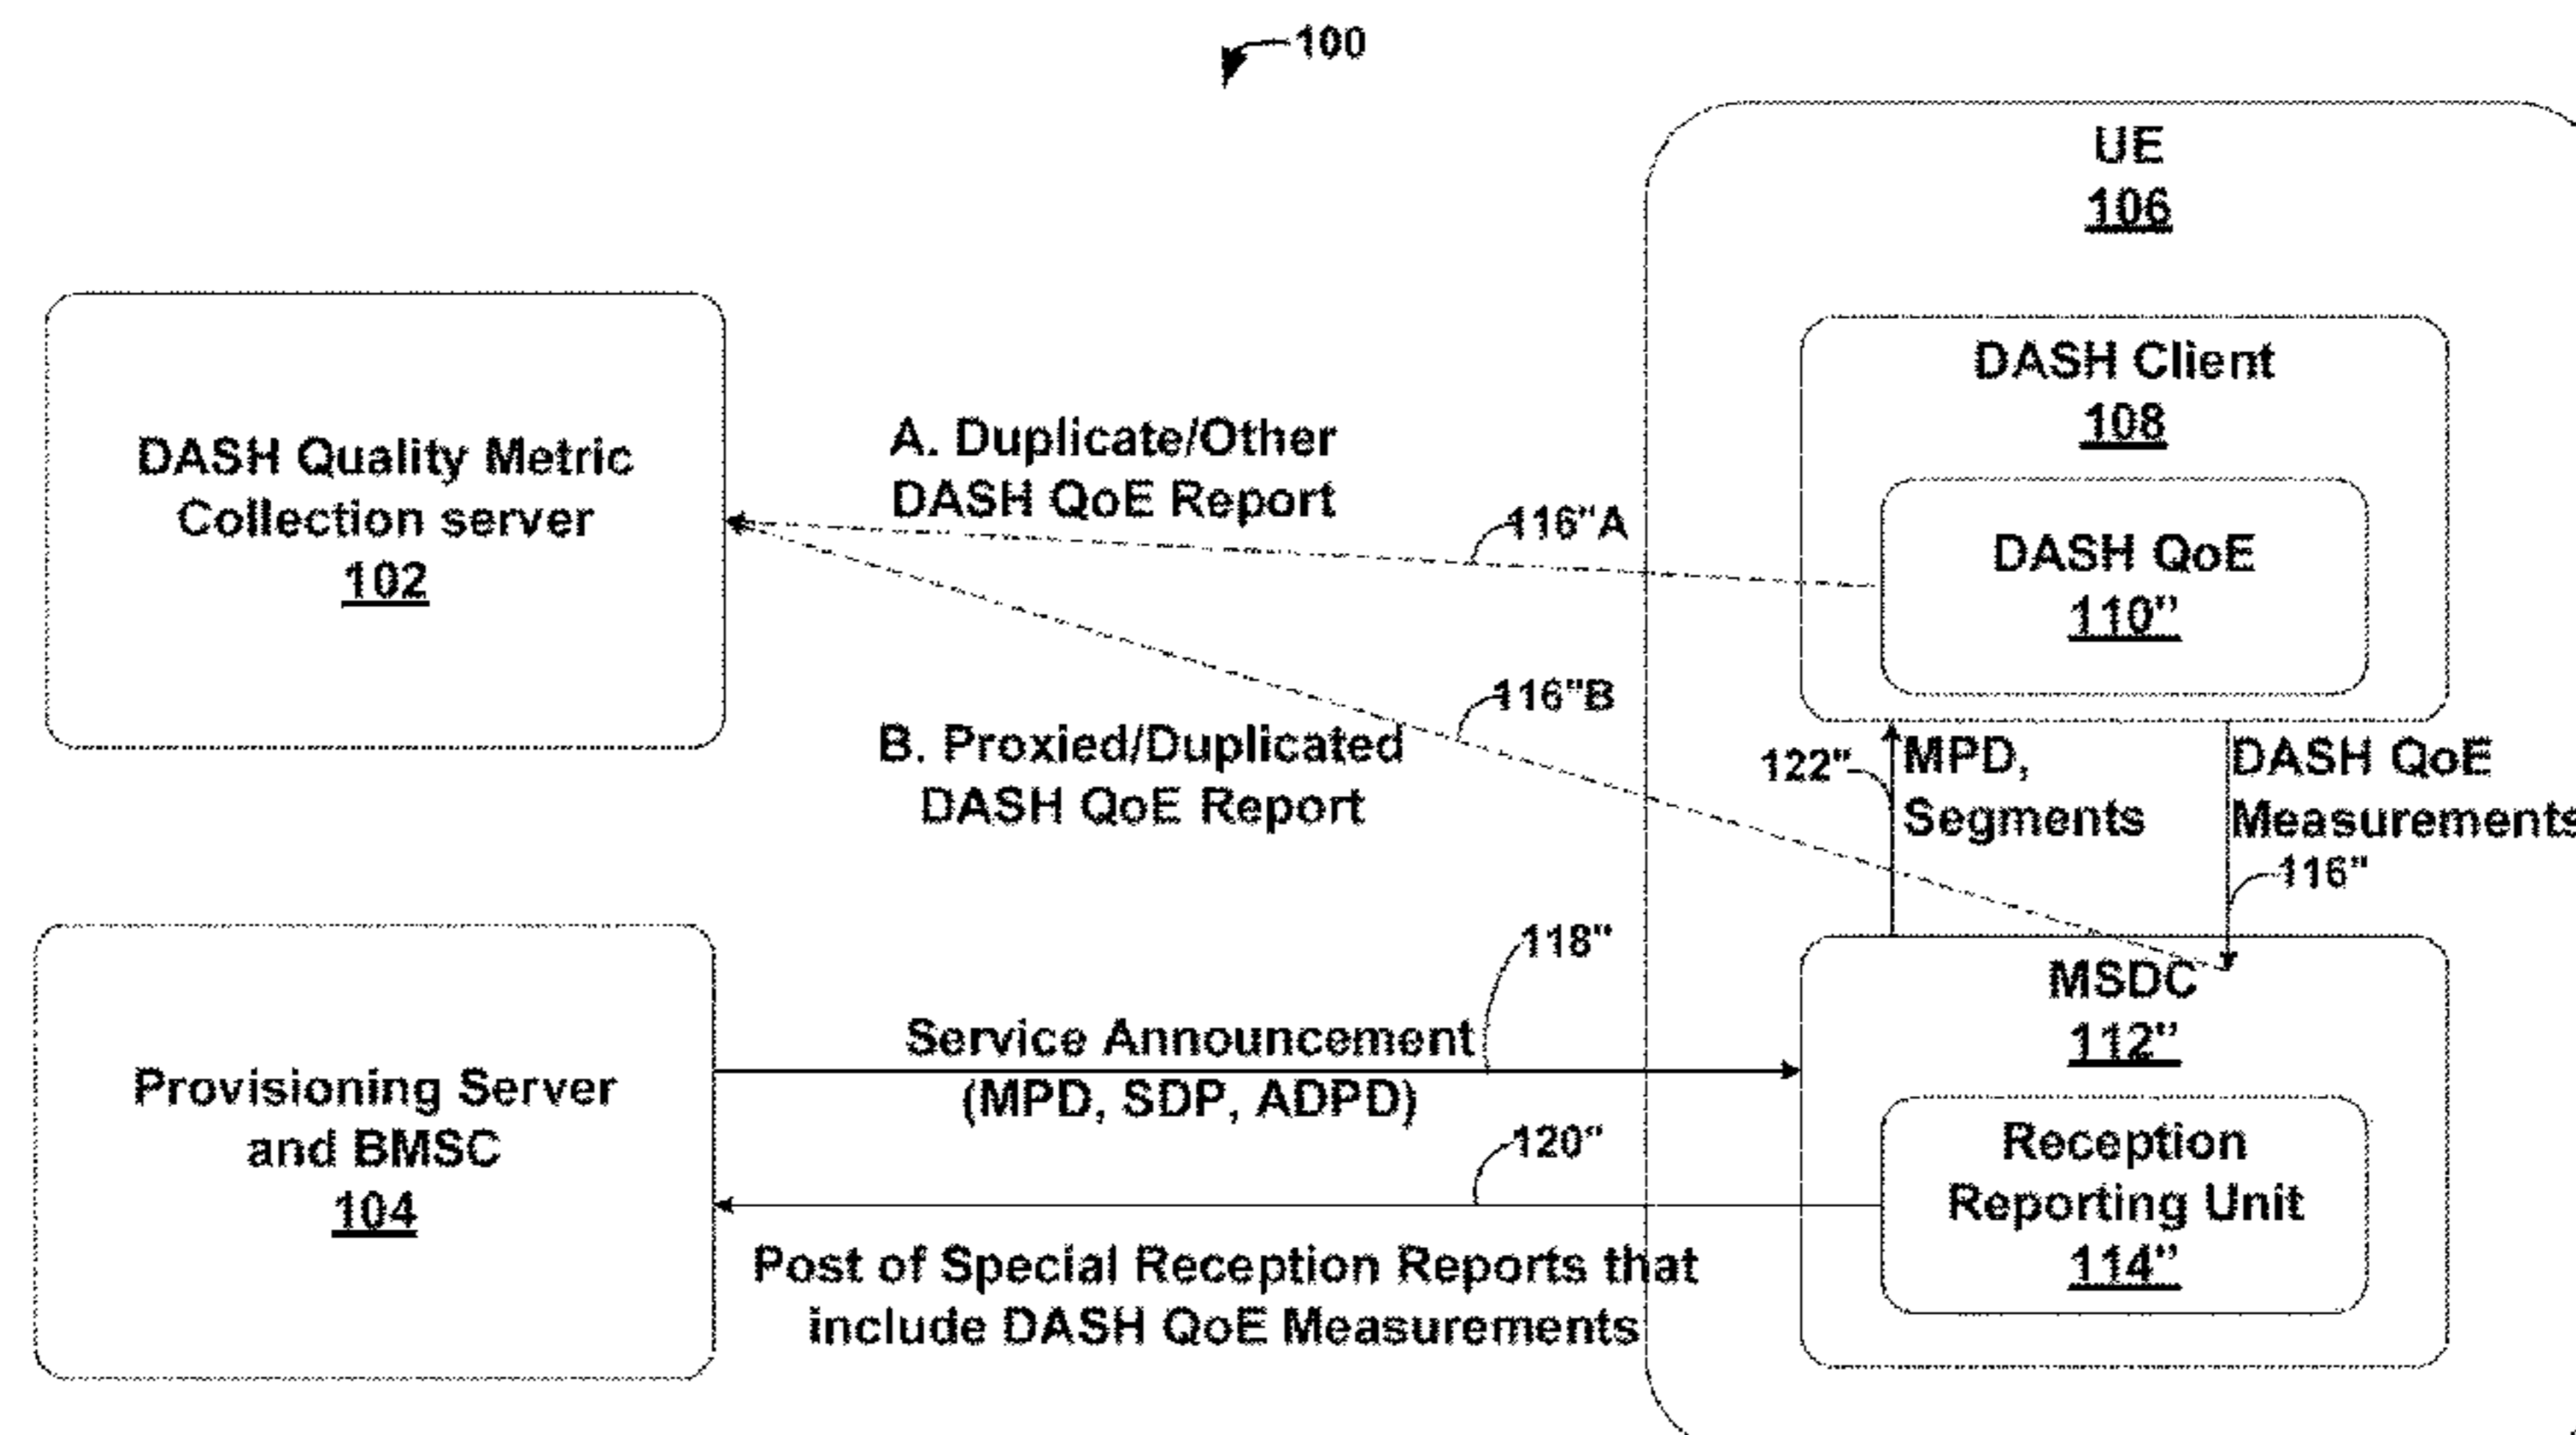 100
UE
106
DASH Client
108
DASH QoE
110"
DASH Quality Metric
Collection server
102
A. Duplicate/Other
DASH QoE Report
116"A
116"B
B. Proxied/Duplicated
DASH QoE Report
122"
MPD,
Segments
DASH QoE
Measurements
116"
Provisioning Server
and BMSC
104
118"
Service Announcement
(MPD, SDP, ADPD)
120"
Post of Special Reception Reports that
include DASH QoE Measurements
MSDC
112"
Reception
Reporting Unit
114"